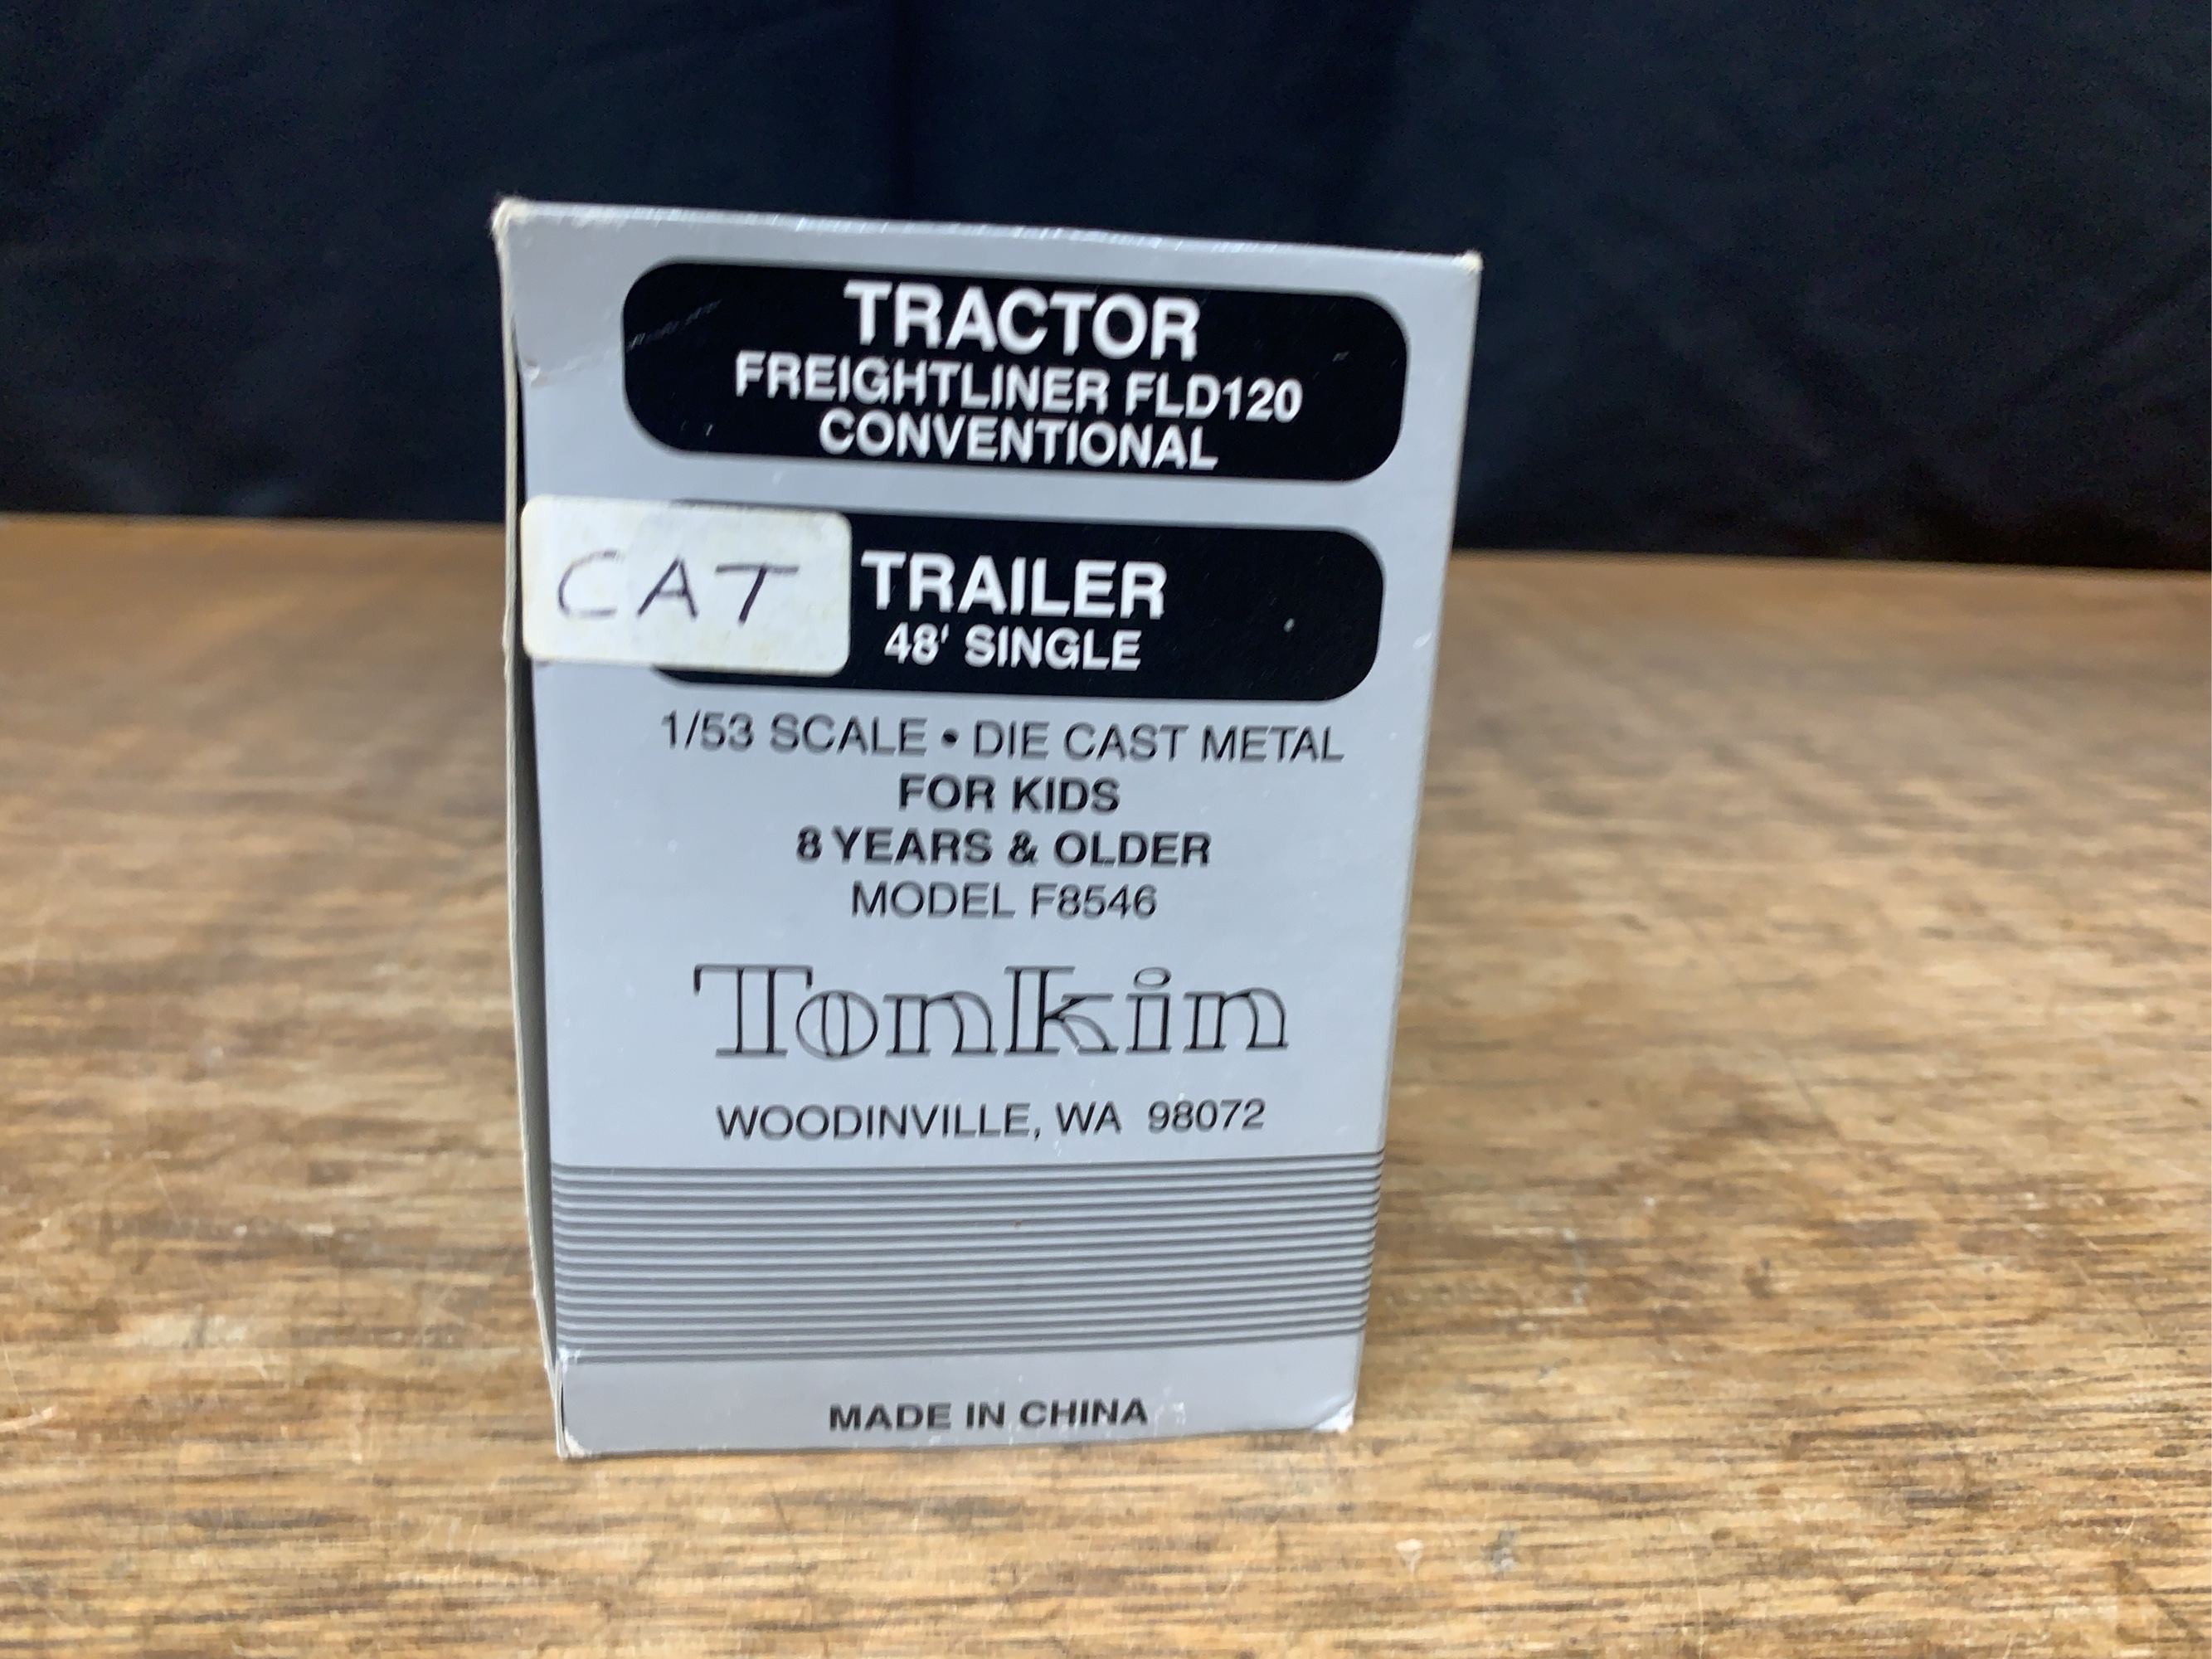 TRACTOR
FREIGHTLINER FLD120
CONVENTIONAL
CAT
TRAILER
48' SINGLE
1/53 SCALE • DIE CAST METAL
FOR KIDS
8 YEARS & OLDER
MODEL F8546
Tonkin
WOODINVILLE, WA 98072
MADE IN CHINA